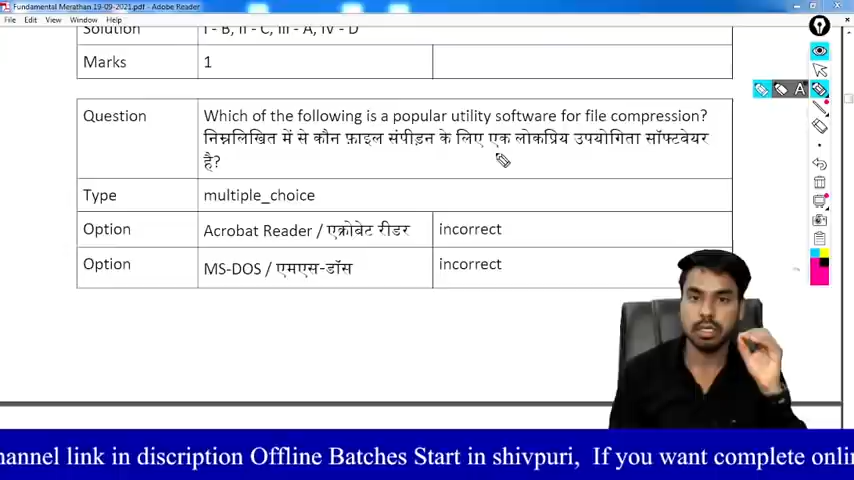 Fundamental Merathan 19-09-2021.pdf - Adobe Reader
File Edit View Window Help
Solution I - B, II - C, III - A, IV - D
Marks 1
Question Which of the following is a popular utility software for file compression?
निम्नलिखित में से कौन फ़ाइल संपीड़न के लिए एक लोकप्रिय उपयोगिता सॉफ्टवेयर
है?
Type multiple_choice
Option Acrobat Reader / एक्रोबेट रीडर incorrect
Option MS-DOS / एमएस-डॉस incorrect
A
hannel link in discription Offline Batches Start in shivpuri, If you want complete onlin